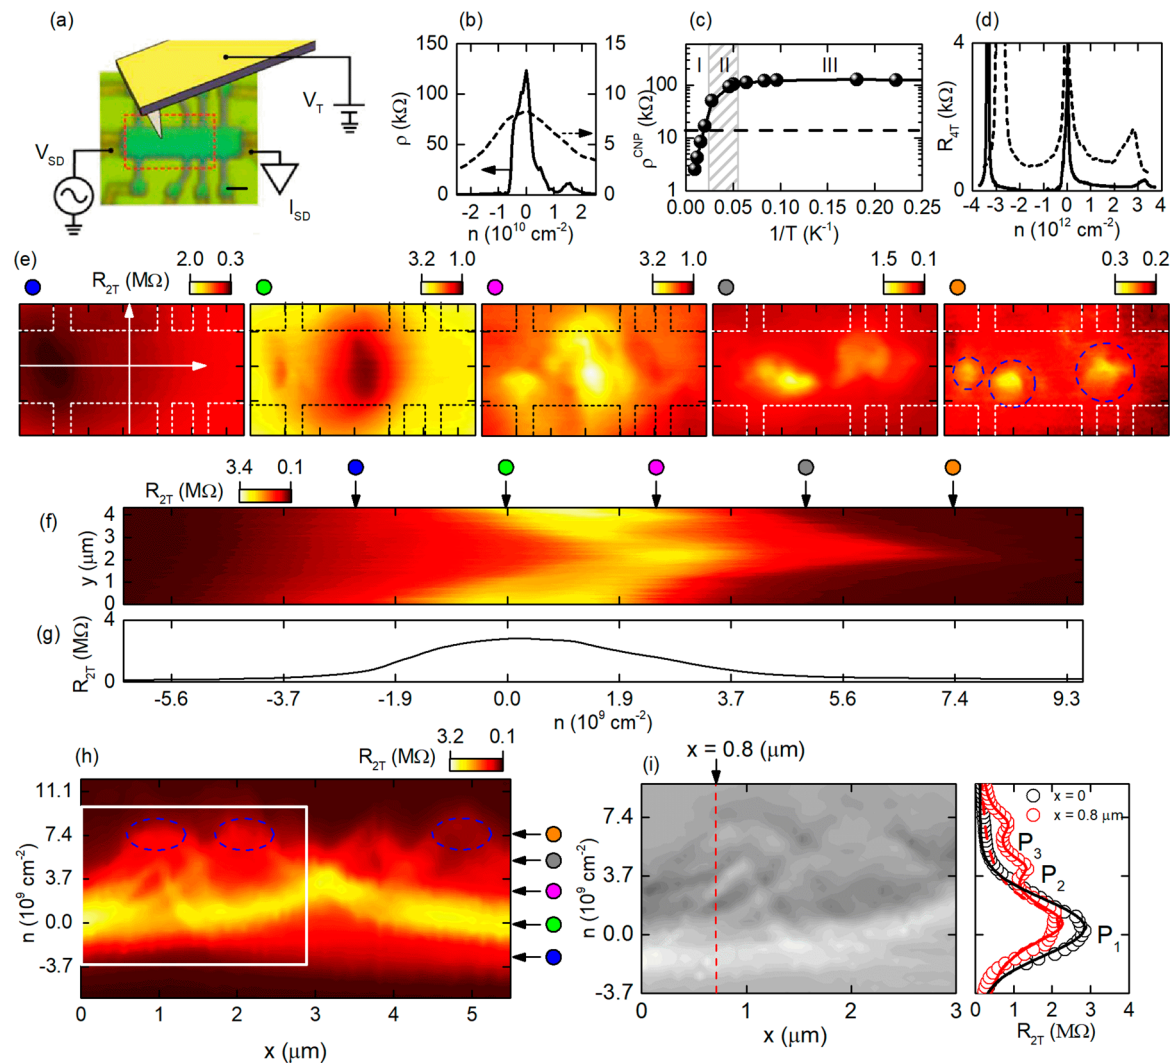 (a)
V_T
V_SD
I_SD
(b)
150
125
100
75
50
25
0
15
10
5
0
ρ (kΩ)
-2 -1 0 1 2
n (10^10 cm^-2)
(c)
I II III
100
10
1
ρ^CNP (kΩ)
0.00 0.05 0.10 0.15 0.20 0.25
1/T (K^-1)
(d)
4
2
0
R_4T (kΩ)
-4 -3 -2 -1 0 1 2 3 4
n (10^12 cm^-2)
(e)
R_2T (MΩ)
2.0 0.3
3.2 1.0
3.2 1.0
1.5 0.1
0.3 0.2
R_2T (MΩ)
3.4 0.1
(f)
4
3
2
1
0
y (μm)
(g)
4
0
R_2T (MΩ)
-5.6 -3.7 -1.9 0.0 1.9 3.7 5.6 7.4 9.3
n (10^9 cm^-2)
(h)
R_2T (MΩ)
3.2 0.1
11.1
7.4
3.7
0.0
-3.7
n (10^9 cm^-2)
0 1 2 3 4 5
x (μm)
x = 0.8 (μm)
(i)
7.4
3.7
0.0
-3.7
n (10^9 cm^-2)
0 1 2 3
x (μm)
x = 0
x = 0.8 μm
P_3
P_2
P_1
0 1 2 3 4
R_2T (MΩ)